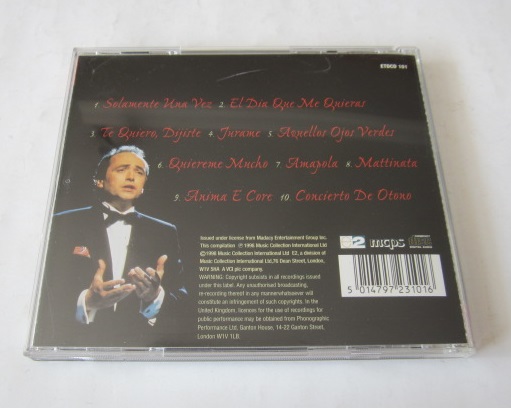 ETDCD 101
1. Solamente Una Vez 2. El Dia Que Me Quieras
3. Te Quiero, Dijiste 4. Jurame 5. Aquellos Ojos Verdes
6. Quiereme Mucho 7. Amapola 8. Mattinata
9. Anima E Core 10. Concierto De Otono
Issued under license from Madacy Entertainment Group Inc.
This compilation ℗ 1996 Music Collection International Ltd
©1996 Music Collection International Ltd E2, a division of
Music Collection International Ltd,76 Dean Street, London,
W1V 5HA A VCI plc company.
WARNING: Copyright subsists in all recordings issued
under this label. Any unauthorised broadcasting,
re-recording thereof in any mannerwhatsoever will
constitute an infringement of such copyrights. In the
United Kingdom, licences for the use of recordings for
public performance may be obtained from Phonographic
Performance Ltd. Ganton House, 14-22 Ganton Street,
London W1V 1LB.
E2 mcps
5 014797 231016